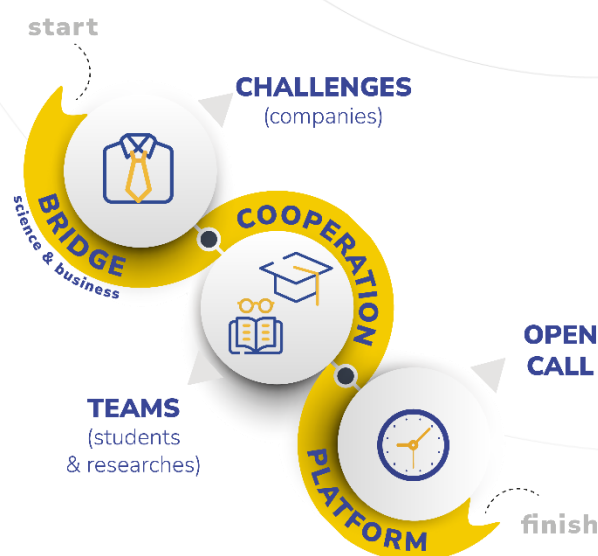 start
CHALLENGES
(companies)
BRIDGE
science & business
COOPERATION
OPEN
CALL
TEAMS
(students
& researches)
PLATFORM
finish